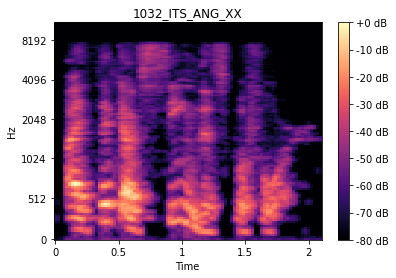 1032_ITS_ANG_XX
+0 dB
8192
-10 dB
4096
-20 dB
-30 dB
2048
Hz
-40 dB
1024
-50 dB
512
-60 dB
-70 dB
0
-80 dB
0 0.5 1 1.5 2
Time